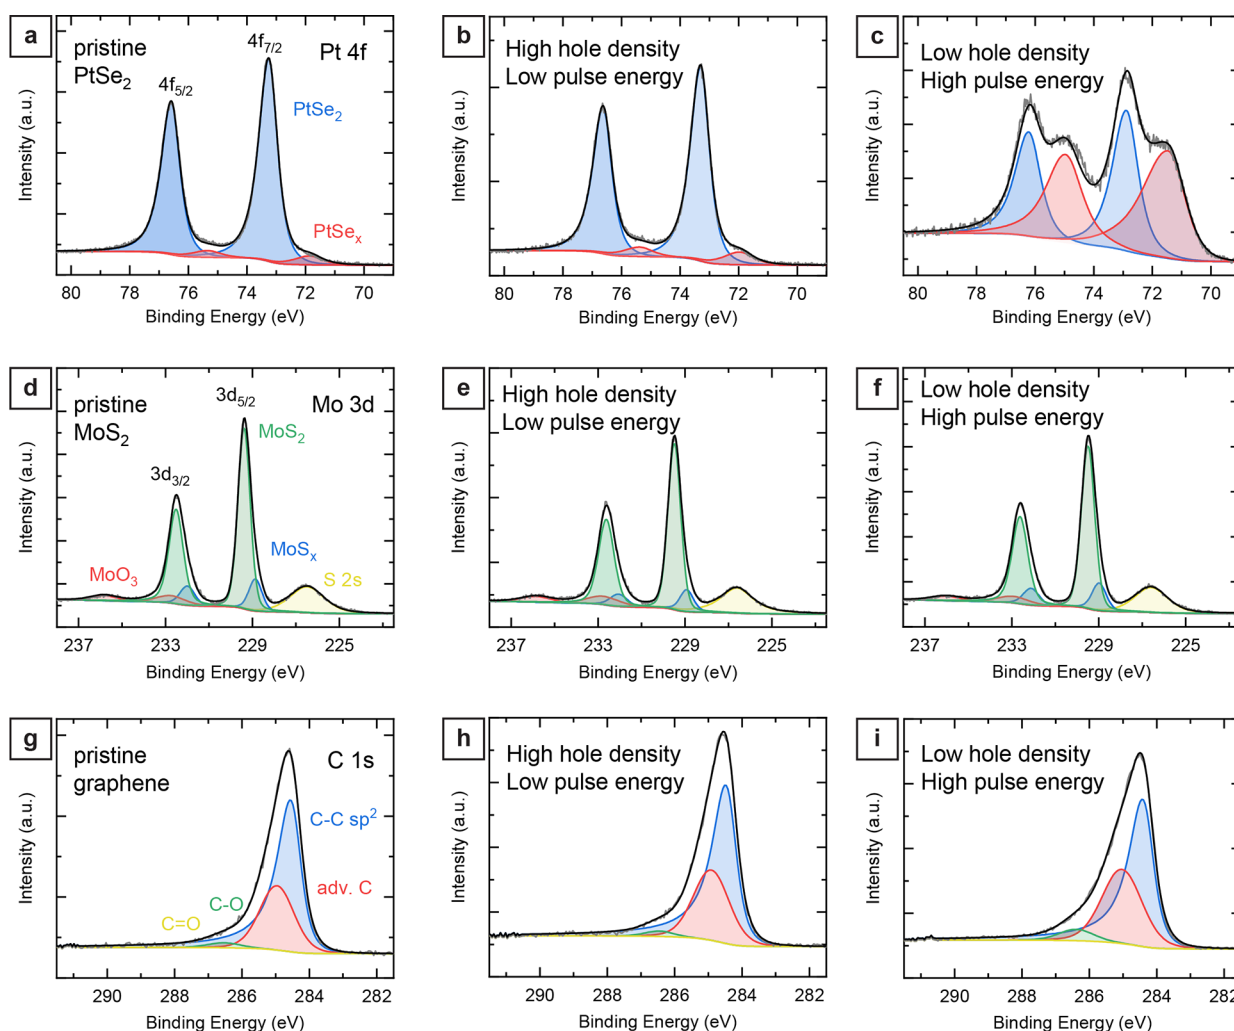 a
pristine
PtSe2
Pt 4f
4f5/2
4f7/2
PtSe2
PtSex
Intensity (a.u.)
80 78 76 74 72 70
Binding Energy (eV)
b
High hole density
Low pulse energy
Intensity (a.u.)
80 78 76 74 72 70
Binding Energy (eV)
c
Low hole density
High pulse energy
Intensity (a.u.)
80 78 76 74 72 70
Binding Energy (eV)
d
pristine
MoS2
Mo 3d
3d5/2
MoS2
3d3/2
MoSx
MoO3
S 2s
Intensity (a.u.)
237 233 229 225
Binding Energy (eV)
e
High hole density
Low pulse energy
Intensity (a.u.)
237 233 229 225
Binding Energy (eV)
f
Low hole density
High pulse energy
Intensity (a.u.)
237 233 229 225
Binding Energy (eV)
g
pristine
graphene
C 1s
C-C sp2
adv. C
C-O
C=O
Intensity (a.u.)
290 288 286 284 282
Binding Energy (eV)
h
High hole density
Low pulse energy
Intensity (a.u.)
290 288 286 284 282
Binding Energy (eV)
i
Low hole density
High pulse energy
Intensity (a.u.)
290 288 286 284 282
Binding Energy (eV)